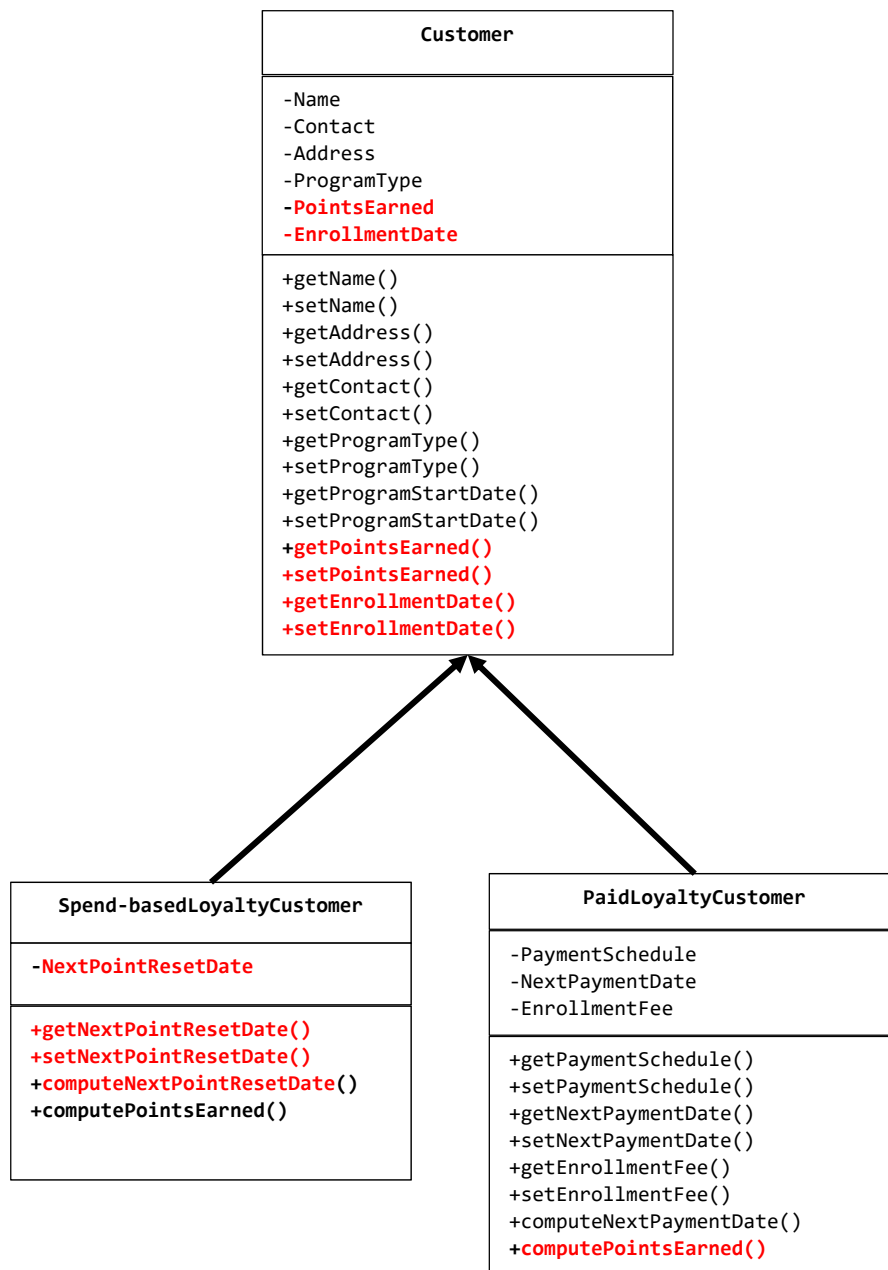 Customer
-Name
-Contact
-Address
-ProgramType
-PointsEarned
-EnrollmentDate
+getName()
+setName()
+getAddress()
+setAddress()
+getContact()
+setContact()
+getProgramType()
+setProgramType()
+getProgramStartDate()
+setProgramStartDate()
+getPointsEarned()
+setPointsEarned()
+getEnrollmentDate()
+setEnrollmentDate()
Spend-basedLoyaltyCustomer
-NextPointResetDate
+getNextPointResetDate()
+setNextPointResetDate()
+computeNextPointResetDate()
+computePointsEarned()
PaidLoyaltyCustomer
-PaymentSchedule
-NextPaymentDate
-EnrollmentFee
+getPaymentSchedule()
+setPaymentSchedule()
+getNextPaymentDate()
+setNextPaymentDate()
+getEnrollmentFee()
+setEnrollmentFee()
+computeNextPaymentDate()
+computePointsEarned()